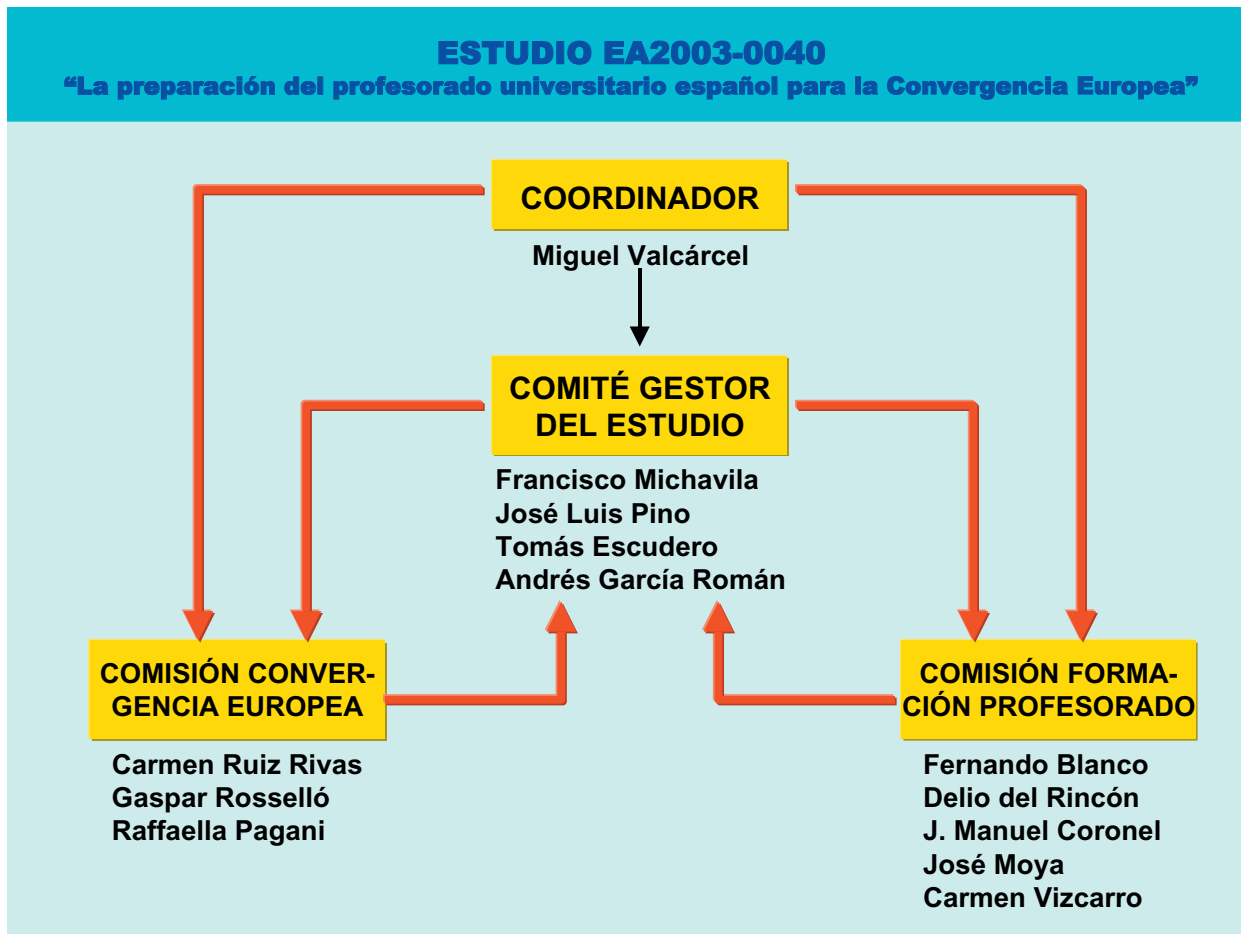 ESTUDIO EA2003-0040
“La preparación del profesorado universitario español para la Convergencia Europea”
COORDINADOR
Miguel Valcárcel
COMITÉ GESTOR
DEL ESTUDIO
Francisco Michavila
José Luis Pino
Tomás Escudero
Andrés García Román
COMISIÓN CONVER-
GENCIA EUROPEA
Carmen Ruiz Rivas
Gaspar Rosselló
Raffaella Pagani
COMISIÓN FORMA-
CIÓN PROFESORADO
Fernando Blanco
Delio del Rincón
J. Manuel Coronel
José Moya
Carmen Vizcarro